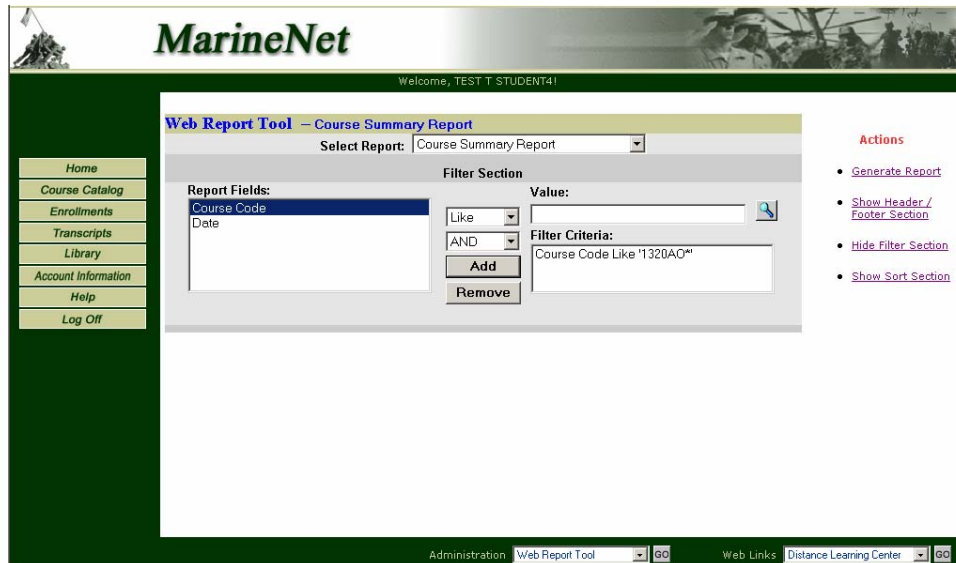 MarineNet
Welcome, TEST T STUDENT4!
Web Report Tool – Course Summary Report
Select Report: Course Summary Report
Filter Section
Report Fields:
Course Code
Date
Like
AND
Add
Remove
Value:
Filter Criteria:
Course Code Like '1320AO*'
Home
Course Catalog
Enrollments
Transcripts
Library
Account Information
Help
Log Off
Actions
Generate Report
Show Header /
Footer Section
Hide Filter Section
Show Sort Section
Administration Web Report Tool GO
Web Links Distance Learning Center GO